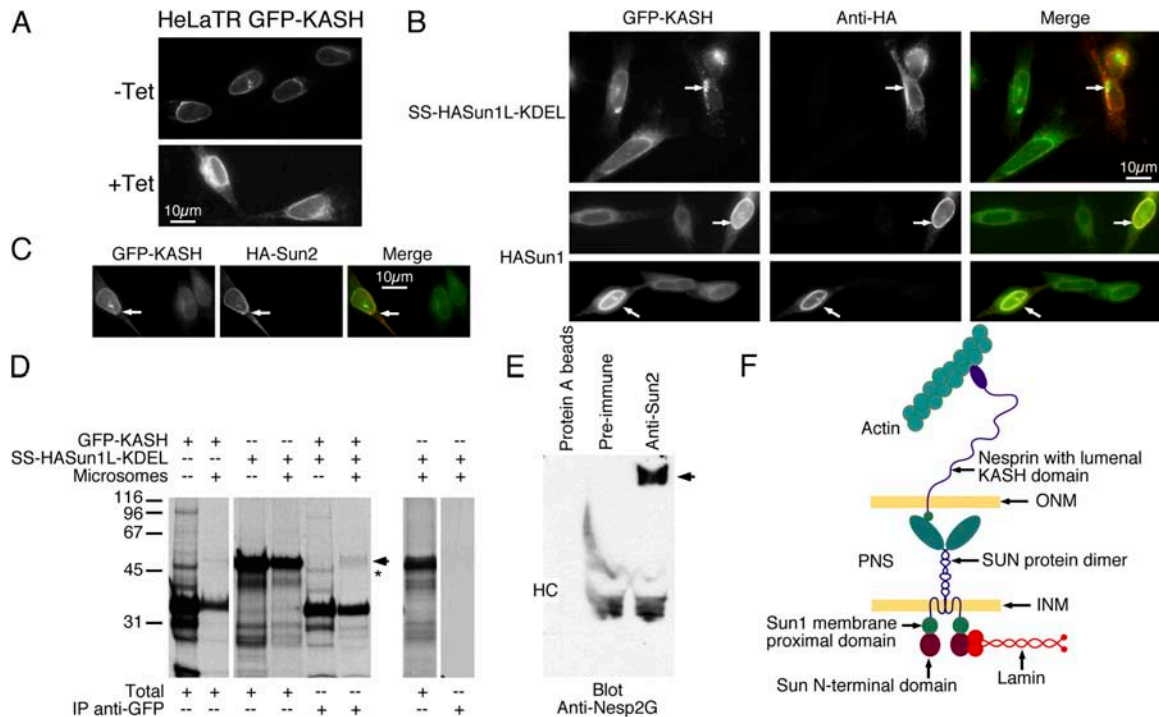 A
HeLaTR GFP-KASH
-Tet
+Tet
10µm
B
GFP-KASH Anti-HA Merge
SS-HASun1L-KDEL
10µm
HASun1
C
GFP-KASH HA-Sun2 Merge
10µm
D
GFP-KASH + + -- -- + + -- --
SS-HASun1L-KDEL -- -- + + + + + +
Microsomes -- + -- + -- + + +
116
96
67
45
31
*
Total + + + + -- -- + --
IP anti-GFP -- -- -- -- + + -- +
E
Protein A beads
Pre-immune
Anti-Sun2
HC
Blot
Anti-Nesp2G
F
Actin
Nesprin with lumenal
KASH domain
ONM
PNS
SUN protein dimer
INM
Sun1 membrane
proximal domain
Sun N-terminal domain
Lamin